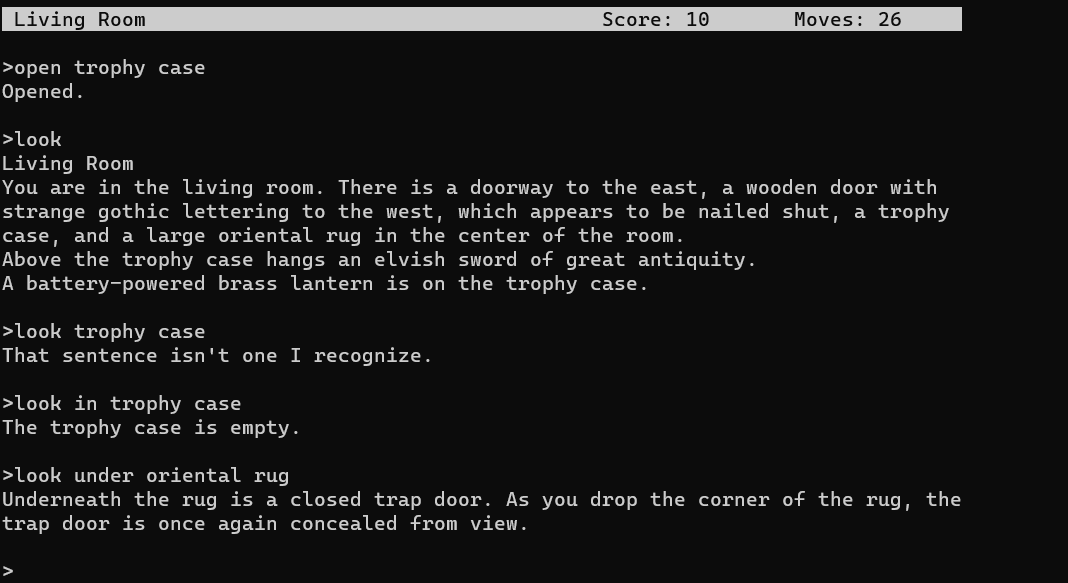 Living Room Score: 10 Moves: 26
>open trophy case
Opened.
>look
Living Room
You are in the living room. There is a doorway to the east, a wooden door with
strange gothic lettering to the west, which appears to be nailed shut, a trophy
case, and a large oriental rug in the center of the room.
Above the trophy case hangs an elvish sword of great antiquity.
A battery-powered brass lantern is on the trophy case.
>look trophy case
That sentence isn't one I recognize.
>look in trophy case
The trophy case is empty.
>look under oriental rug
Underneath the rug is a closed trap door. As you drop the corner of the rug, the
trap door is once again concealed from view.
>